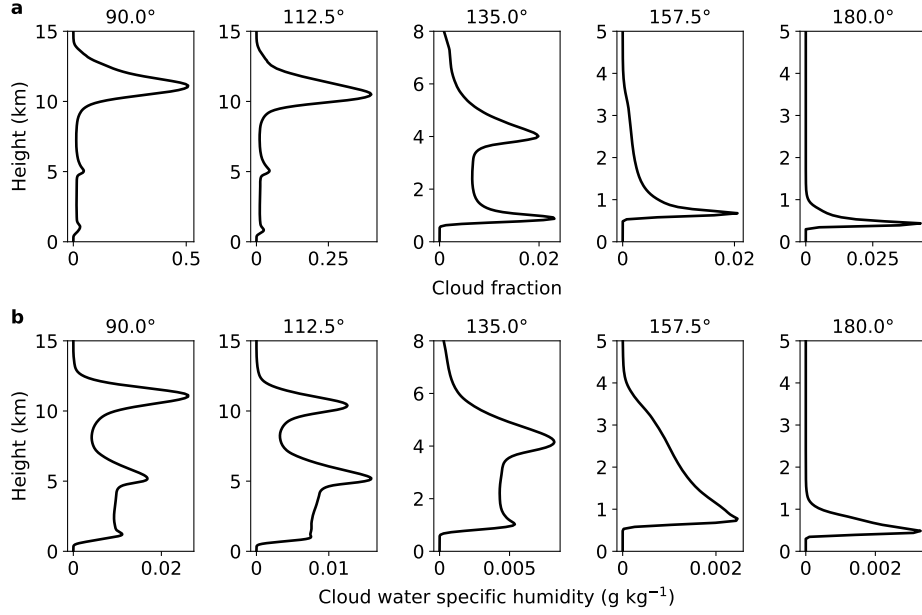 a
90.0° 112.5° 135.0° 157.5° 180.0°
15 15 8 5 5
4 4
10 10 6
3 3
4
2 2
5 5
2
1 1
0 0 0 0 0
0 0.5 0 0.25 0 0.02 0 0.02 0 0.025
Height (km)
Cloud fraction
b
90.0° 112.5° 135.0° 157.5° 180.0°
15 15 8 5 5
4 4
10 10 6
3 3
4
2 2
5 5
2
1 1
0 0 0 0 0
0 0.02 0 0.01 0 0.005 0 0.002 0 0.002
Height (km)
Cloud water specific humidity (g kg⁻¹)